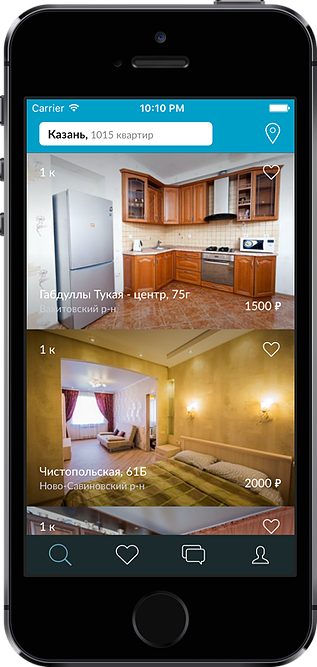 Carrier 10:10 PM
Казань, 1015 квартир
1 к
Габдуллы Тукая - центр, 75г
Вахитовский р-н
1500 ₽
1 к
Чистопольская, 61Б
Ново-Савиновский р-н
2000 ₽
1 к